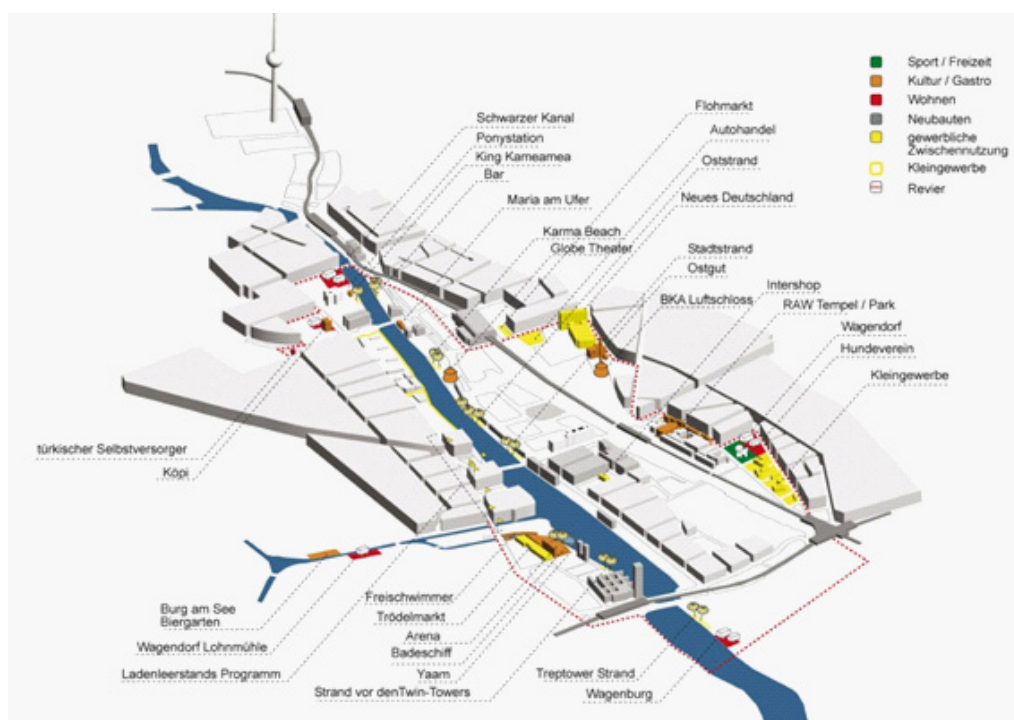 Sport / Freizeit
Kultur / Gastro
Wohnen
Neubauten
gewerbliche
Zwischennutzung
Kleingewerbe
Revier
Flohmarkt
Autohandel
Oststrand
Neues Deutschland
Schwarzer Kanal
Ponystation
King Kameamea
Bar
Maria am Ufer
Karma Beach
Globe Theater
Stadtstrand
Ostgut
BKA Luftschloss
Intershop
RAW Tempel / Park
Wagendorf
Hundeverein
Kleingewerbe
türkischer Selbstversorger
Köpi
Burg am See
Biergarten
Wagendorf Lohnmühle
Ladenleerstands Programm
Freischwimmer
Trödelmarkt
Arena
Badeschiff
Yaam
Strand vor denTwin-Towers
Treptower Strand
Wagenburg